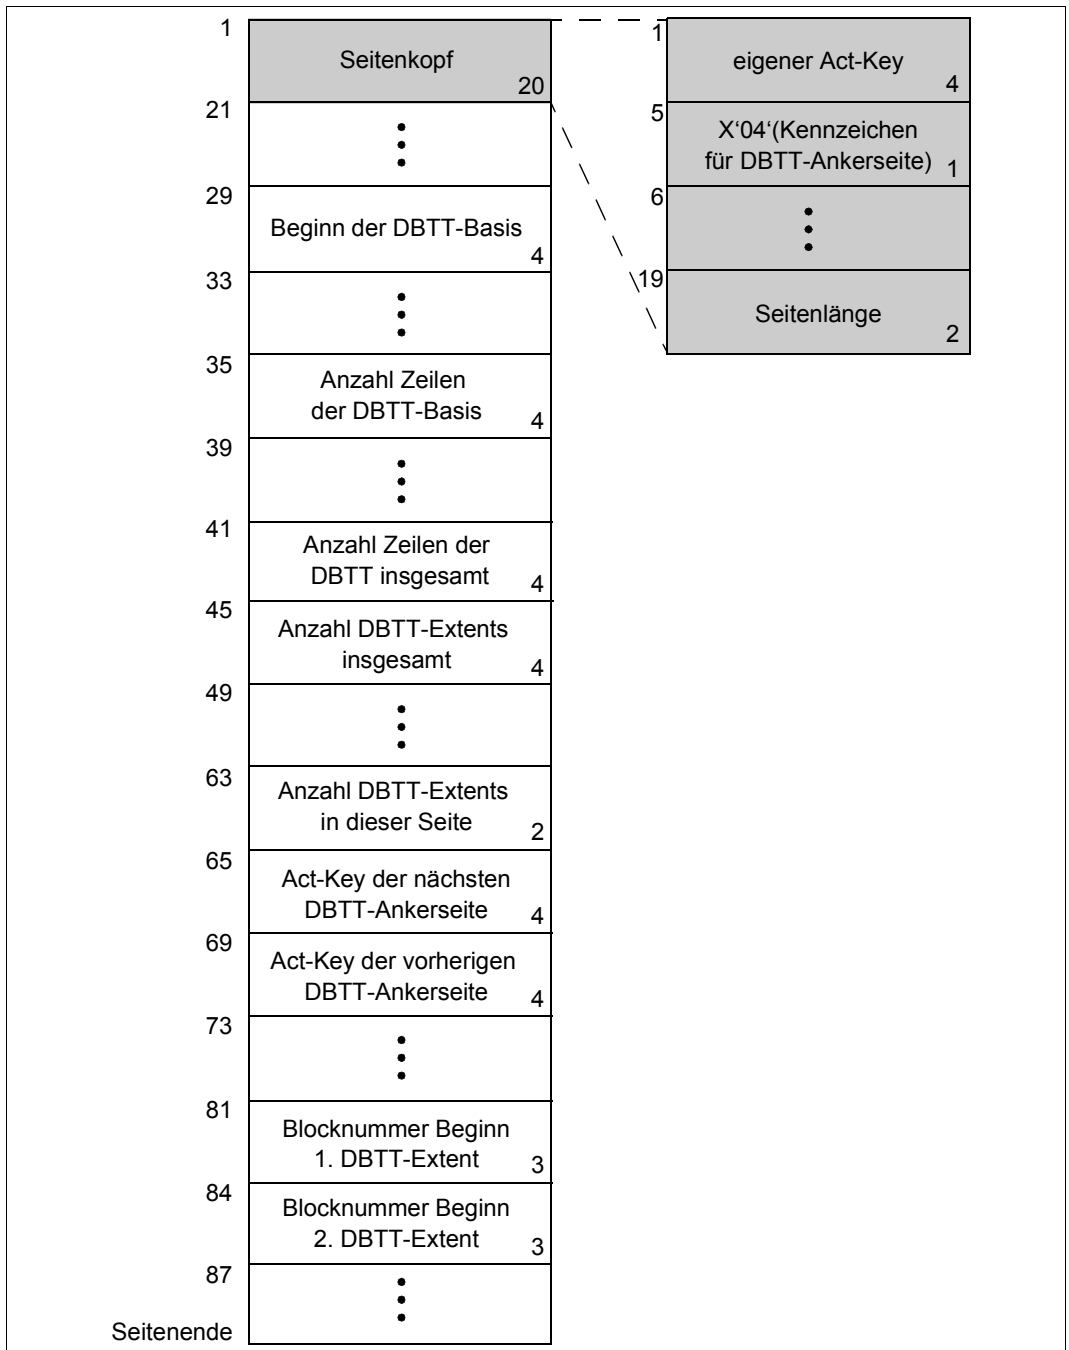 1
Seitenkopf
20
21
29
Beginn der DBTT-Basis
4
33
35
Anzahl Zeilen
der DBTT-Basis
4
39
41
Anzahl Zeilen der
DBTT insgesamt
4
45
Anzahl DBTT-Extents
insgesamt
4
49
63
Anzahl DBTT-Extents
in dieser Seite
2
65
Act-Key der nächsten
DBTT-Ankerseite
4
69
Act-Key der vorherigen
DBTT-Ankerseite
4
73
81
Blocknummer Beginn
1. DBTT-Extent
3
84
Blocknummer Beginn
2. DBTT-Extent
3
87
Seitenende
1
eigener Act-Key
4
5
X‘04‘(Kennzeichen
für DBTT-Ankerseite)
1
6
19
Seitenlänge
2